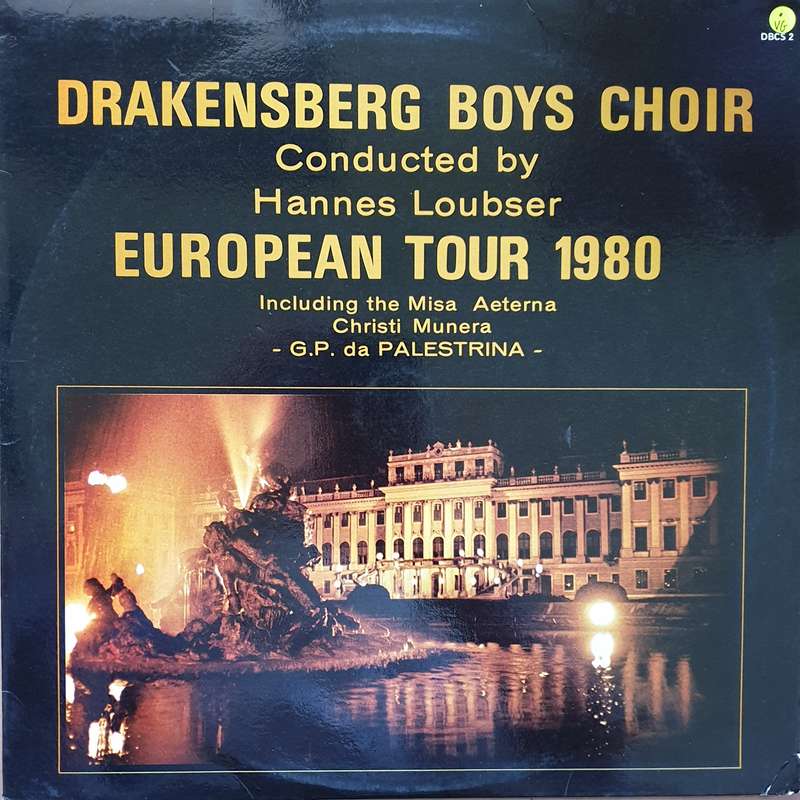 VG
DBCS 2
DRAKENSBERG BOYS CHOIR
Conducted by
Hannes Loubser
EUROPEAN TOUR 1980
Including the Misa Aeterna
Christi Munera
- G.P. da PALESTRINA -